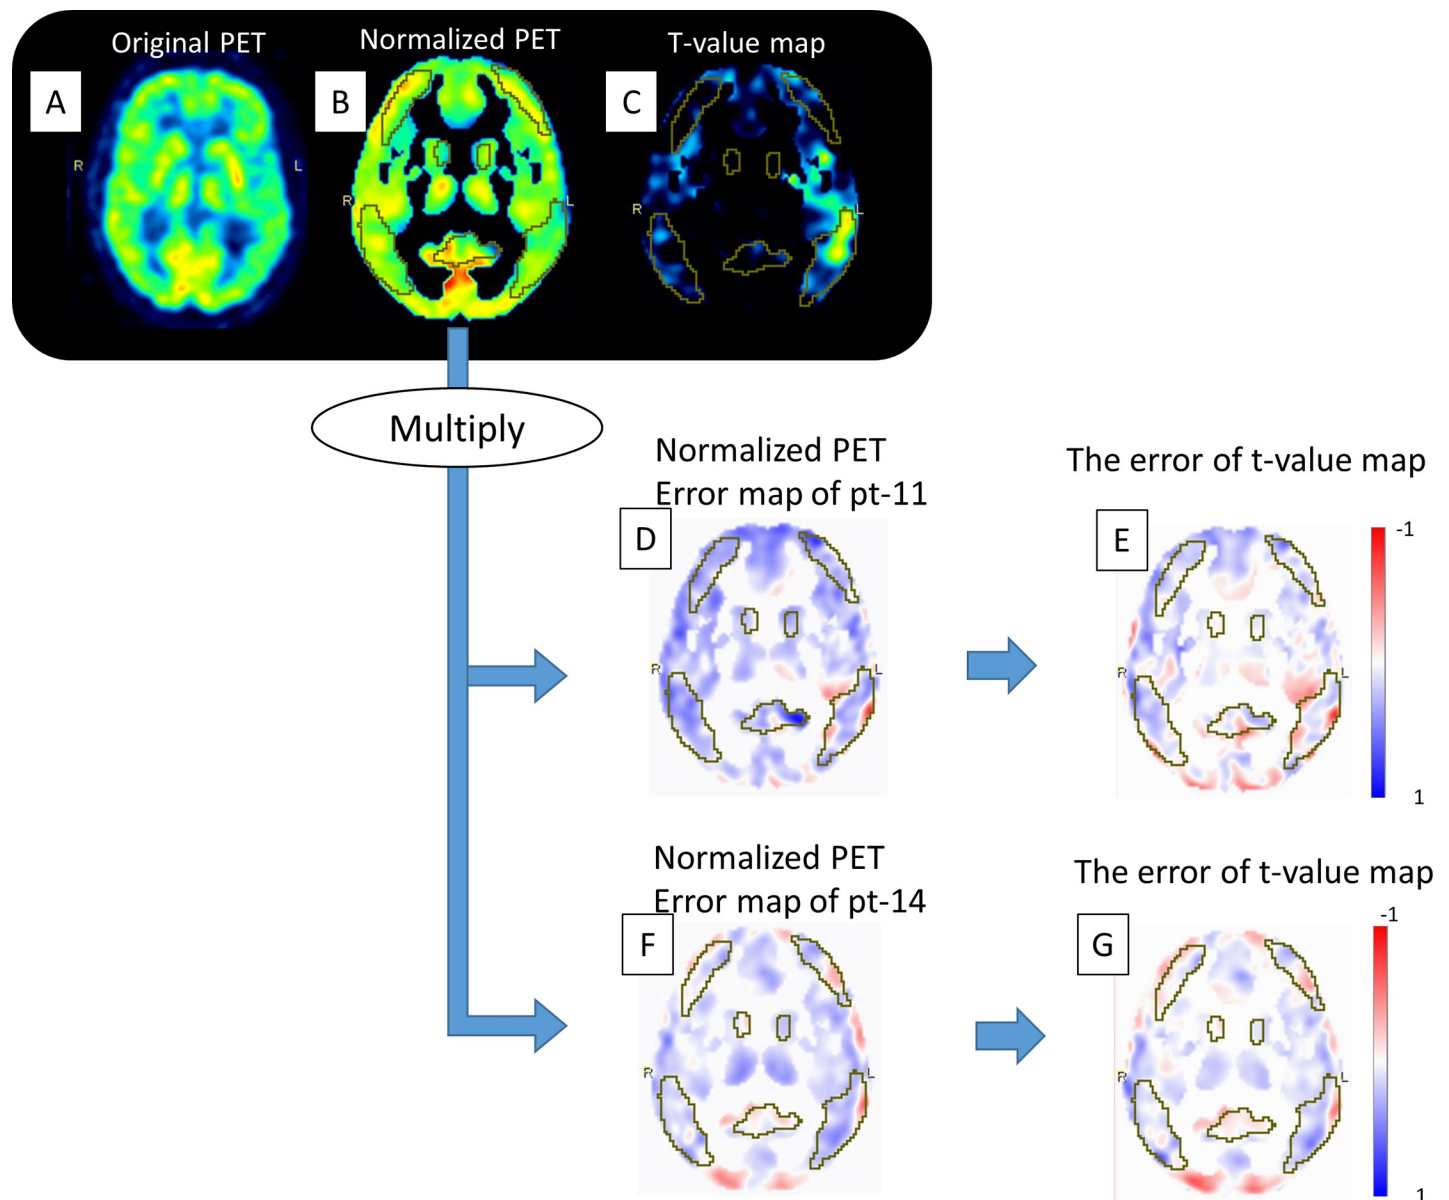 Original PET
Normalized PET
T-value map
A
B
C
R
L
R
L
R
L
Multiply
Normalized PET
Error map of pt-11
The error of t-value map
D
E
-1
R
L
R
L
1
Normalized PET
Error map of pt-14
The error of t-value map
-1
F
G
R
L
R
L
1